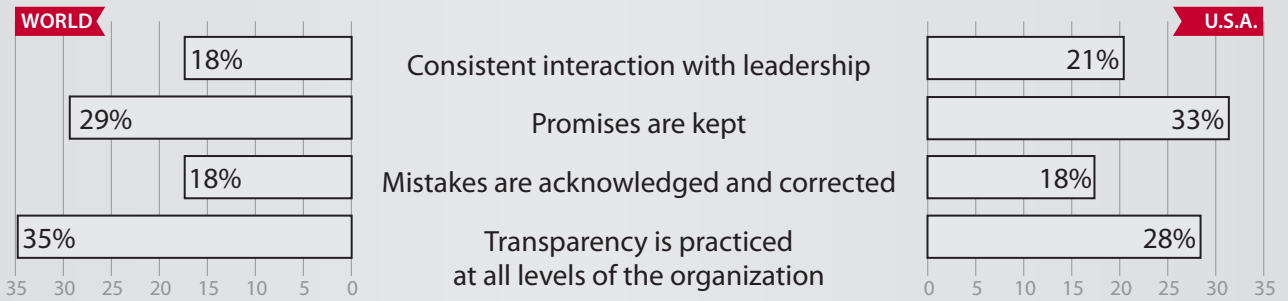 WORLD
U.S.A.
18%
Consistent interaction with leadership
21%
29%
Promises are kept
33%
18%
Mistakes are acknowledged and corrected
18%
35%
Transparency is practiced
at all levels of the organization
28%
35 30 25 20 15 10 5 0
0 5 10 15 20 25 30 35